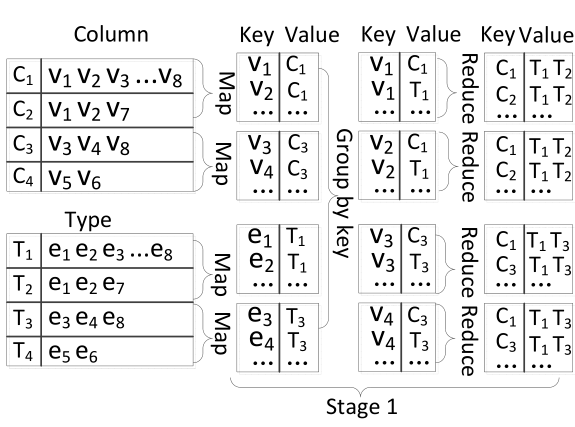 Column
C1 v1 v2 v3 ...v8
C2 v1 v2 v7
C3 v3 v4 v8
C4 v5 v6
Type
T1 e1 e2 e3 ...e8
T2 e1 e2 e7
T3 e3 e4 e8
T4 e5 e6
Map
Map
Map
Map
Key Value
v1 C1
v2 C1
... ...
v3 C3
v4 C3
... ...
e1 T1
e2 T1
... ...
e3 T3
e4 T3
... ...
Group by key
Key Value
v1 C1
v1 T1
... ...
v2 C1
v2 T1
... ...
v3 C3
v3 T3
... ...
v4 C3
v4 T3
... ...
Reduce
Reduce
Reduce
Reduce
Key Value
C1 T1 T2
C2 T1 T2
... ...
C1 T1 T2
C2 T1 T2
... ...
C1 T1 T3
C3 T1 T3
... ...
C1 T1 T3
C3 T1 T3
... ...
Stage 1